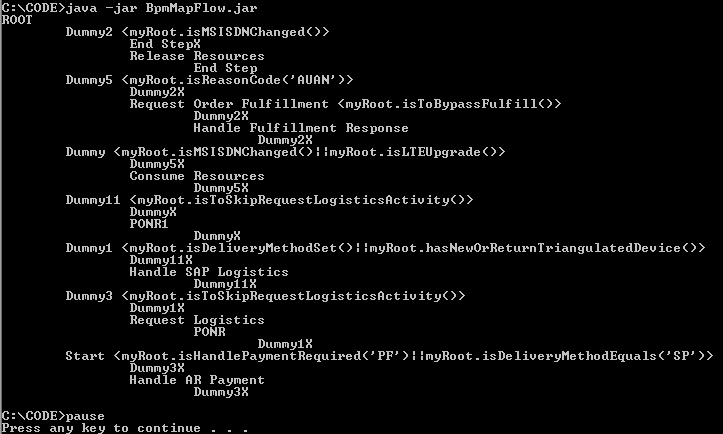 C:\CODE>java -jar BpmMapFlow.jar
ROOT
Dummy2 <myRoot.isMSISDNChanged()>
End StepX
Release Resources
End Step
Dummy5 <myRoot.isReasonCode('AUAN')>
Dummy2X
Request Order Fulfillment <myRoot.isToBypassFulfill()>
Dummy2X
Handle Fulfillment Response
Dummy2X
Dummy <myRoot.isMSISDNChanged()||myRoot.isLTEUpgrade()>
Dummy5X
Consume Resources
Dummy5X
Dummy11 <myRoot.isToSkipRequestLogisticsActivity()>
DummyX
PONR1
DummyX
Dummy1 <myRoot.isDeliveryMethodSet()||myRoot.hasNewOrReturnTriangulatedDevice()>
Dummy11X
Handle SAP Logistics
Dummy11X
Dummy3 <myRoot.isToSkipRequestLogisticsActivity()>
Dummy1X
Request Logistics
PONR
Dummy1X
Start <myRoot.isHandlePaymentRequired('PF')||myRoot.isDeliveryMethodEquals('SP')>
Dummy3X
Handle AR Payment
Dummy3X
C:\CODE>pause
Press any key to continue . . .